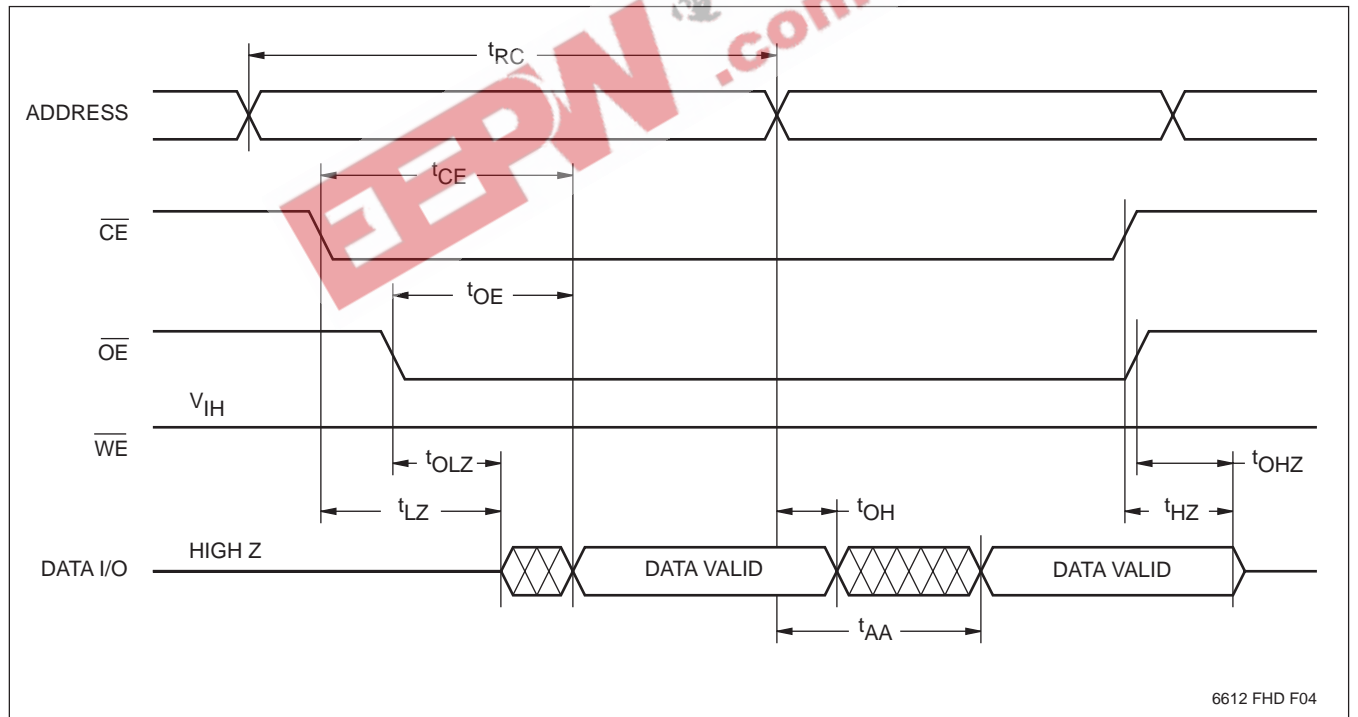 EEPW.com
tRC
ADDRESS
tCE
CE
tOE
OE
VIH
WE
tOLZ
tOHZ
tLZ
tOH
tHZ
HIGH Z
DATA I/O
DATA VALID
DATA VALID
tAA
6612 FHD F04